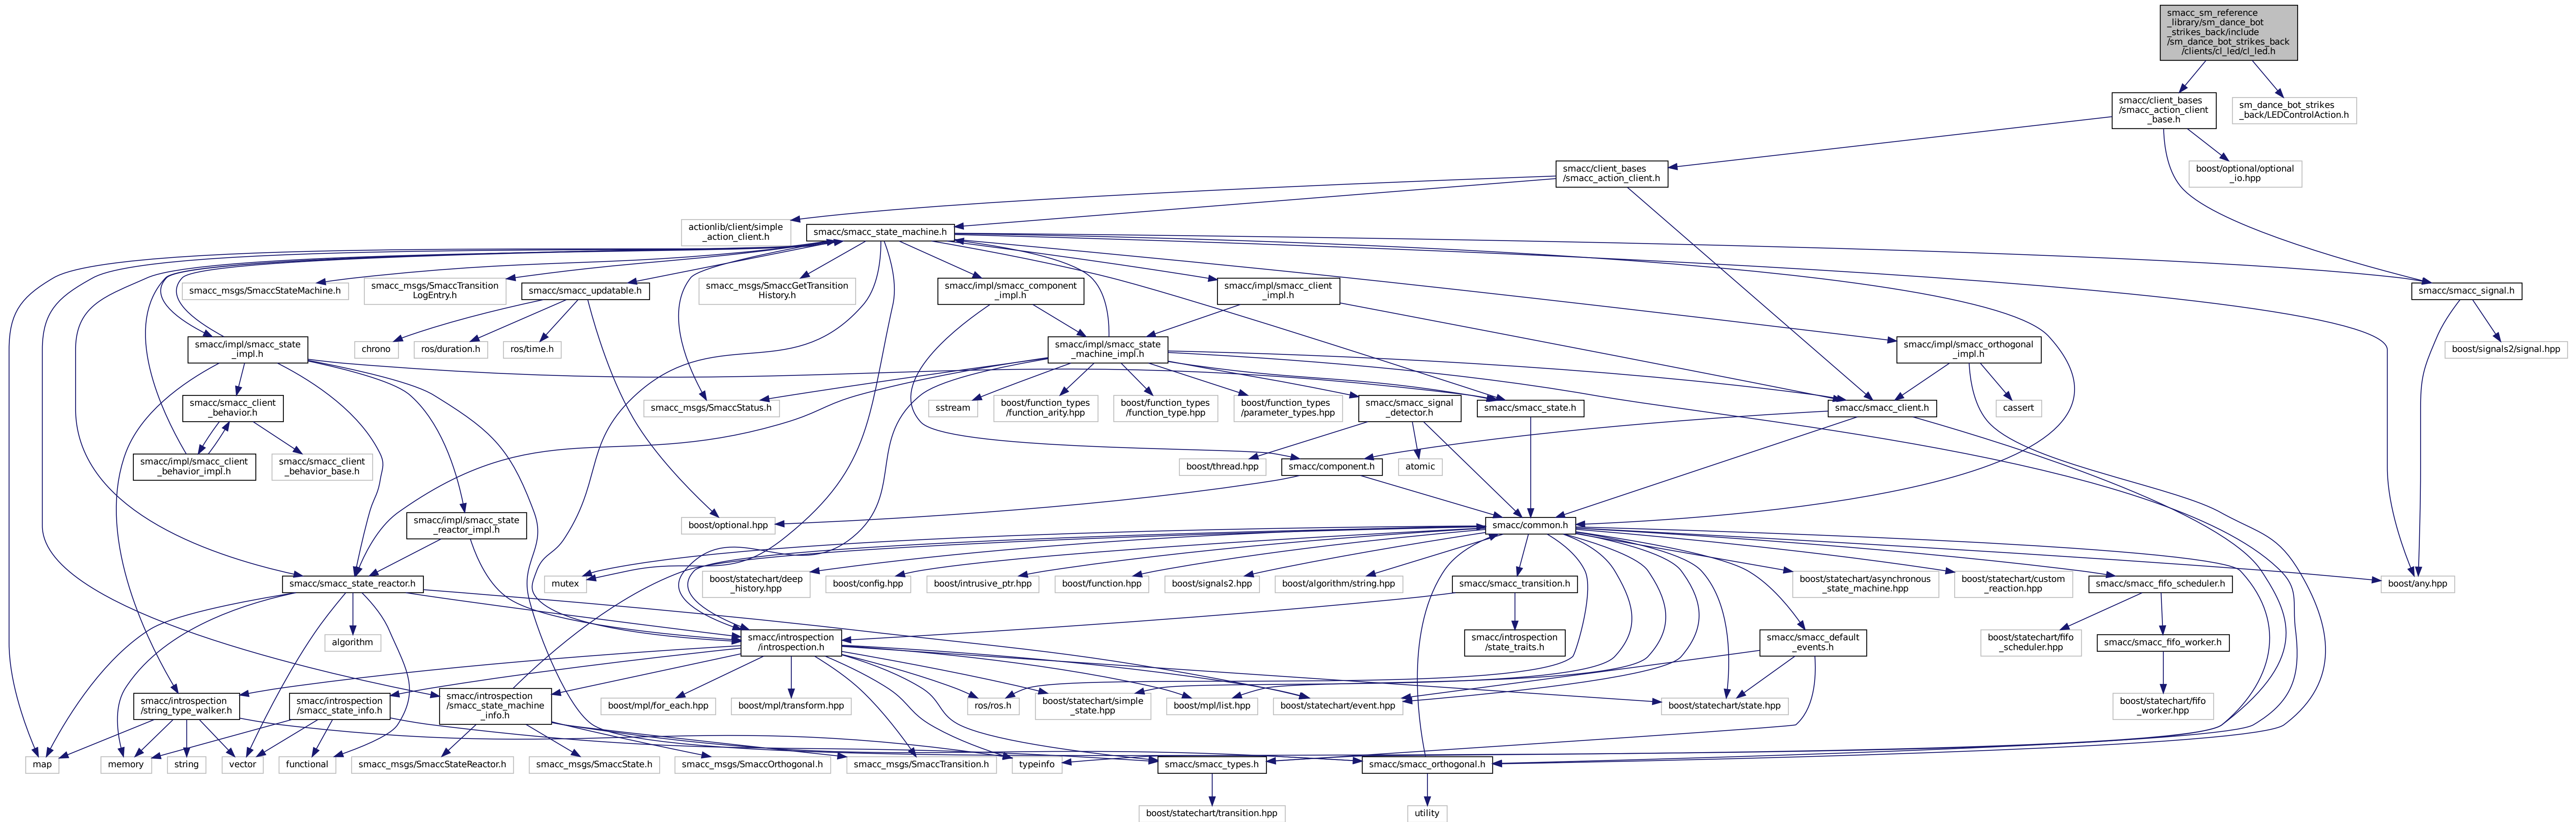 smacc_sm_reference
_library/sm_dance_bot
_strikes_back/include
/sm_dance_bot_strikes_back
/clients/cl_led/cl_led.h
smacc/client_bases
/smacc_action_client
_base.h
sm_dance_bot_strikes
_back/LEDControlAction.h
smacc/client_bases
/smacc_action_client.h
boost/optional/optional
_io.hpp
actionlib/client/simple
_action_client.h
smacc/smacc_state_machine.h
smacc_msgs/SmaccStateMachine.h
smacc_msgs/SmaccTransition
LogEntry.h
smacc/smacc_updatable.h
smacc_msgs/SmaccGetTransition
History.h
smacc/impl/smacc_component
_impl.h
smacc/impl/smacc_client
_impl.h
smacc/smacc_signal.h
chrono
ros/duration.h
ros/time.h
smacc/impl/smacc_state
_impl.h
smacc/impl/smacc_state
_machine_impl.h
smacc/impl/smacc_orthogonal
_impl.h
boost/signals2/signal.hpp
smacc/smacc_client
_behavior.h
smacc_msgs/SmaccStatus.h
sstream
boost/function_types
/function_arity.hpp
boost/function_types
/function_type.hpp
boost/function_types
/parameter_types.hpp
smacc/smacc_signal
_detector.h
smacc/smacc_state.h
smacc/smacc_client.h
cassert
smacc/impl/smacc_client
_behavior_impl.h
smacc/smacc_client
_behavior_base.h
boost/thread.hpp
smacc/component.h
atomic
smacc/impl/smacc_state
_reactor_impl.h
boost/optional.hpp
smacc/common.h
smacc/smacc_state_reactor.h
mutex
boost/statechart/deep
_history.hpp
boost/config.hpp
boost/intrusive_ptr.hpp
boost/function.hpp
boost/signals2.hpp
boost/algorithm/string.hpp
smacc/smacc_transition.h
boost/statechart/asynchronous
_state_machine.hpp
boost/statechart/custom
_reaction.hpp
smacc/smacc_fifo_scheduler.h
boost/any.hpp
algorithm
smacc/introspection
/introspection.h
smacc/introspection
/state_traits.h
smacc/smacc_default
_events.h
boost/statechart/fifo
_scheduler.hpp
smacc/smacc_fifo_worker.h
smacc/introspection
/string_type_walker.h
smacc/introspection
/smacc_state_info.h
smacc/introspection
/smacc_state_machine
_info.h
boost/mpl/for_each.hpp
boost/mpl/transform.hpp
ros/ros.h
boost/statechart/simple
_state.hpp
boost/mpl/list.hpp
boost/statechart/event.hpp
boost/statechart/state.hpp
boost/statechart/fifo
_worker.hpp
map
memory
string
vector
functional
smacc_msgs/SmaccStateReactor.h
smacc_msgs/SmaccState.h
smacc_msgs/SmaccOrthogonal.h
smacc_msgs/SmaccTransition.h
typeinfo
smacc/smacc_types.h
smacc/smacc_orthogonal.h
boost/statechart/transition.hpp
utility